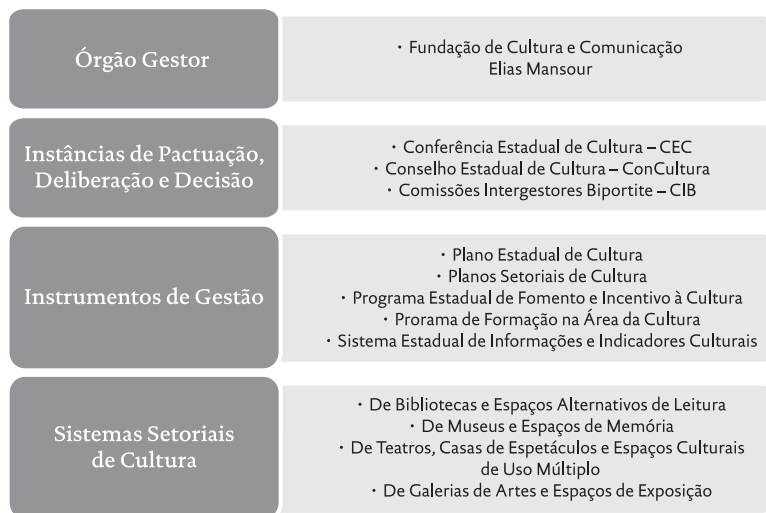 Órgão Gestor
· Fundação de Cultura e Comunicação
Elias Mansour
Instâncias de Pactuação,
Deliberação e Decisão
· Conferência Estadual de Cultura – CEC
· Conselho Estadual de Cultura – ConCultura
· Comissões Intergestores Biportite – CIB
Instrumentos de Gestão
· Plano Estadual de Cultura
· Planos Setoriais de Cultura
· Programa Estadual de Fomento e Incentivo à Cultura
· Prorama de Formação na Área da Cultura
· Sistema Estadual de Informações e Indicadores Culturais
Sistemas Setoriais
de Cultura
· De Bibliotecas e Espaços Alternativos de Leitura
· De Museus e Espaços de Memória
· De Teatros, Casas de Espetáculos e Espaços Culturais
de Uso Múltiplo
· De Galerias de Artes e Espaços de Exposição